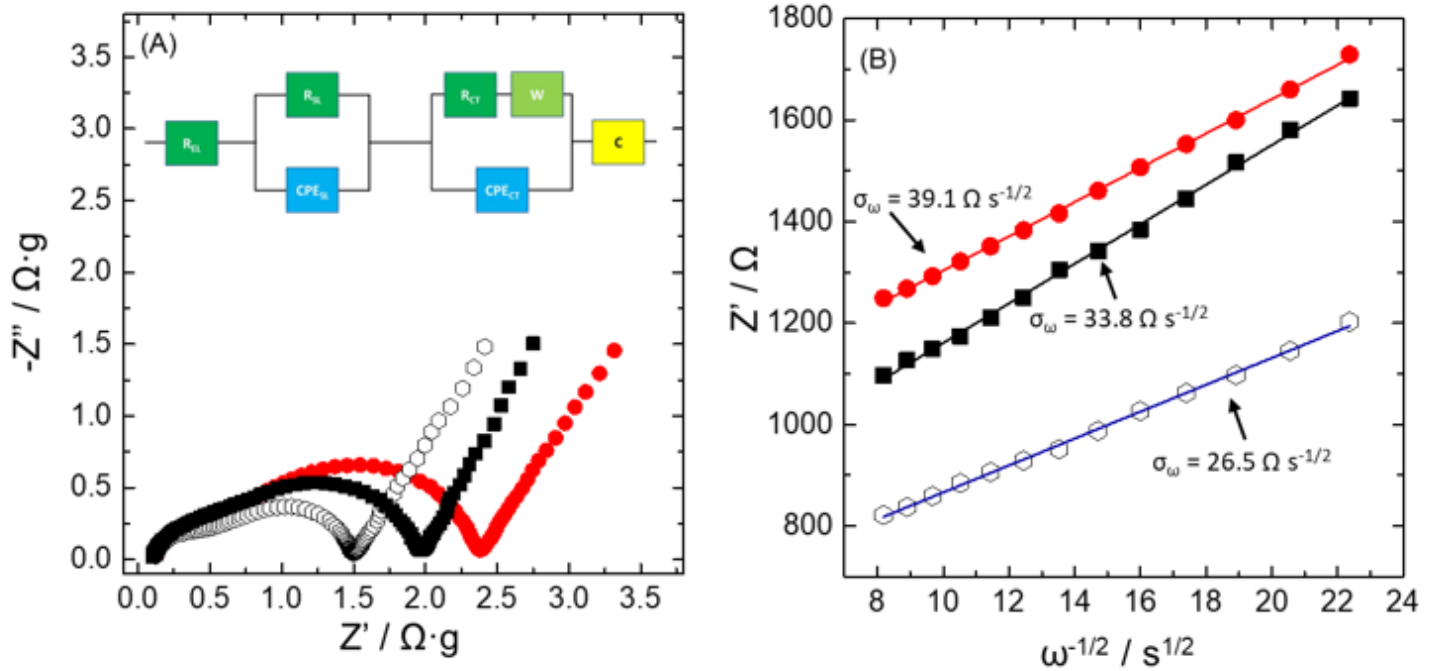 (A)
-Z'' / Ω·g
3.5
3.0
2.5
2.0
1.5
1.0
0.5
0.0
R_EL
R_SL
CPE_SL
R_CT
W
CPE_CT
C
0.0 0.5 1.0 1.5 2.0 2.5 3.0 3.5
Z' / Ω·g
(B)
Z' / Ω
1800
1600
1400
1200
1000
800
σ_ω = 39.1 Ω s^-1/2
σ_ω = 33.8 Ω s^-1/2
σ_ω = 26.5 Ω s^-1/2
8 10 12 14 16 18 20 22 24
ω^-1/2 / s^1/2